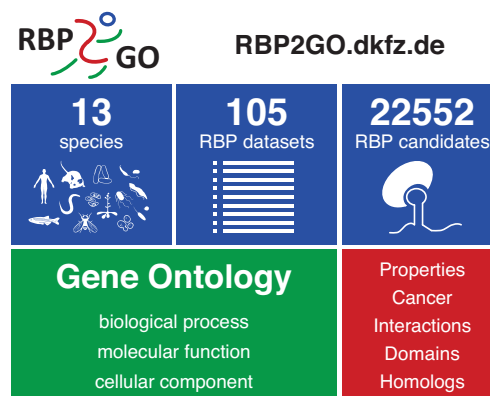 RBP
GO
RBP2GO.dkfz.de
13
species
105
RBP datasets
22552
RBP candidates
Gene Ontology
biological process
molecular function
cellular component
Properties
Cancer
Interactions
Domains
Homologs